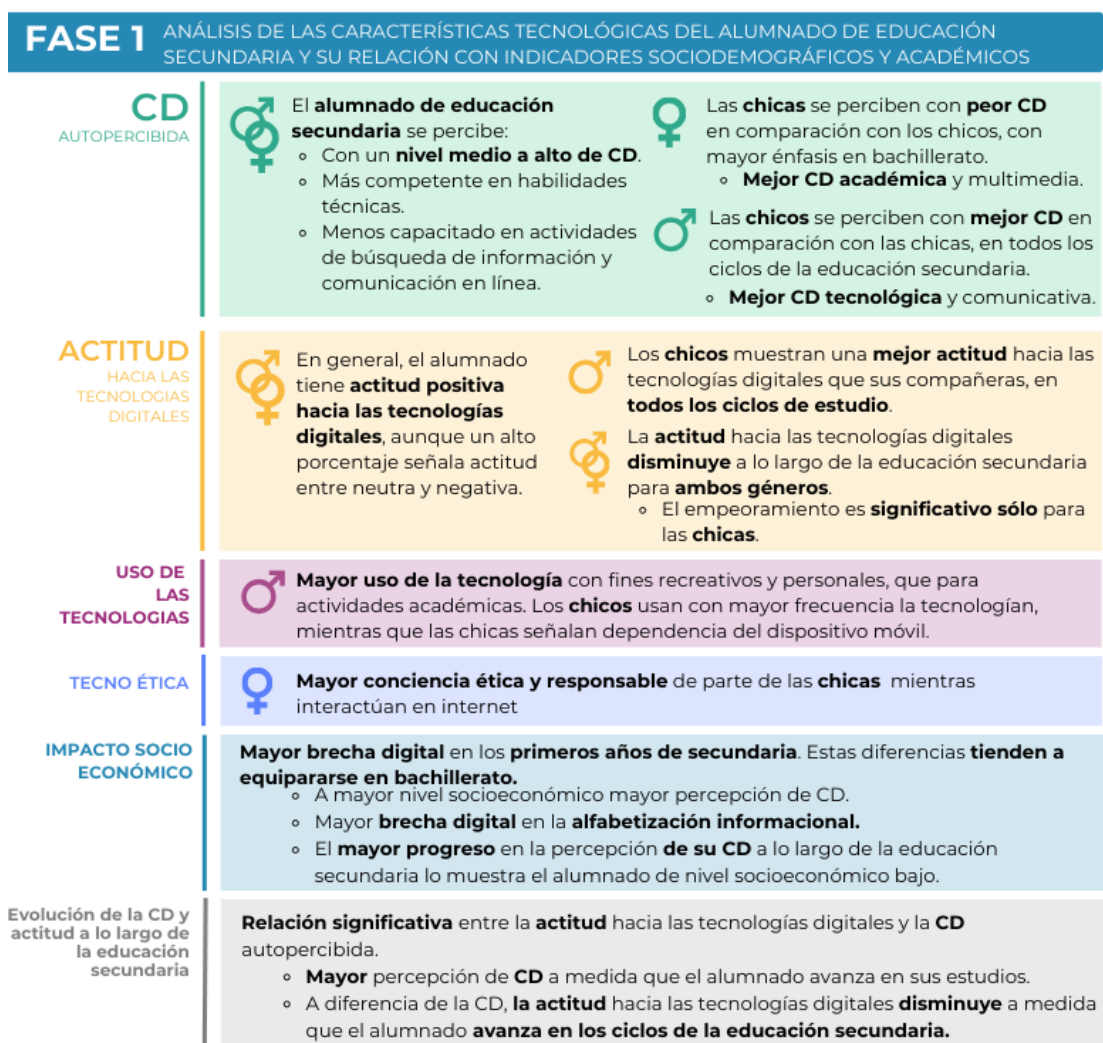 FASE 1
ANÁLISIS DE LAS CARACTERÍSTICAS TECNOLÓGICAS DEL ALUMNADO DE EDUCACIÓN
SECUNDARIA Y SU RELACIÓN CON INDICADORES SOCIODEMOGRÁFICOS Y ACADÉMICOS
CD
AUTOPERCIBIDA
El alumnado de educación
secundaria se percibe:
Con un nivel medio a alto de CD.
Más competente en habilidades
técnicas.
Menos capacitado en actividades
de búsqueda de información y
comunicación en línea.
Las chicas se perciben con peor CD
en comparación con los chicos, con
mayor énfasis en bachillerato.
Mejor CD académica y multimedia.
Las chicos se perciben con mejor CD en
comparación con las chicas, en todos los
ciclos de la educación secundaria.
Mejor CD tecnológica y comunicativa.
ACTITUD
HACIA LAS
TECNOLOGIAS
DIGITALES
En general, el alumnado
tiene actitud positiva
hacia las tecnologías
digitales, aunque un alto
porcentaje señala actitud
entre neutra y negativa.
Los chicos muestran una mejor actitud hacia las
tecnologías digitales que sus compañeras, en
todos los ciclos de estudio.
La actitud hacia las tecnologías digitales
disminuye a lo largo de la educación secundaria
para ambos géneros.
El empeoramiento es significativo sólo para
las chicas.
USO DE
LAS
TECNOLOGIAS
Mayor uso de la tecnología con fines recreativos y personales, que para
actividades académicas. Los chicos usan con mayor frecuencia la tecnologían,
mientras que las chicas señalan dependencia del dispositivo móvil.
TECNO ÉTICA
Mayor conciencia ética y responsable de parte de las chicas mientras
interactúan en internet
IMPACTO SOCIO
ECONÓMICO
Mayor brecha digital en los primeros años de secundaria. Estas diferencias tienden a
equipararse en bachillerato.
A mayor nivel socioeconómico mayor percepción de CD.
Mayor brecha digital en la alfabetización informacional.
El mayor progreso en la percepción de su CD a lo largo de la educación
secundaria lo muestra el alumnado de nivel socioeconómico bajo.
Evolución de la CD y
actitud a lo largo de
la educación
secundaria
Relación significativa entre la actitud hacia las tecnologías digitales y la CD
autopercibida.
Mayor percepción de CD a medida que el alumnado avanza en sus estudios.
A diferencia de la CD, la actitud hacia las tecnologías digitales disminuye a medida
que el alumnado avanza en los ciclos de la educación secundaria.